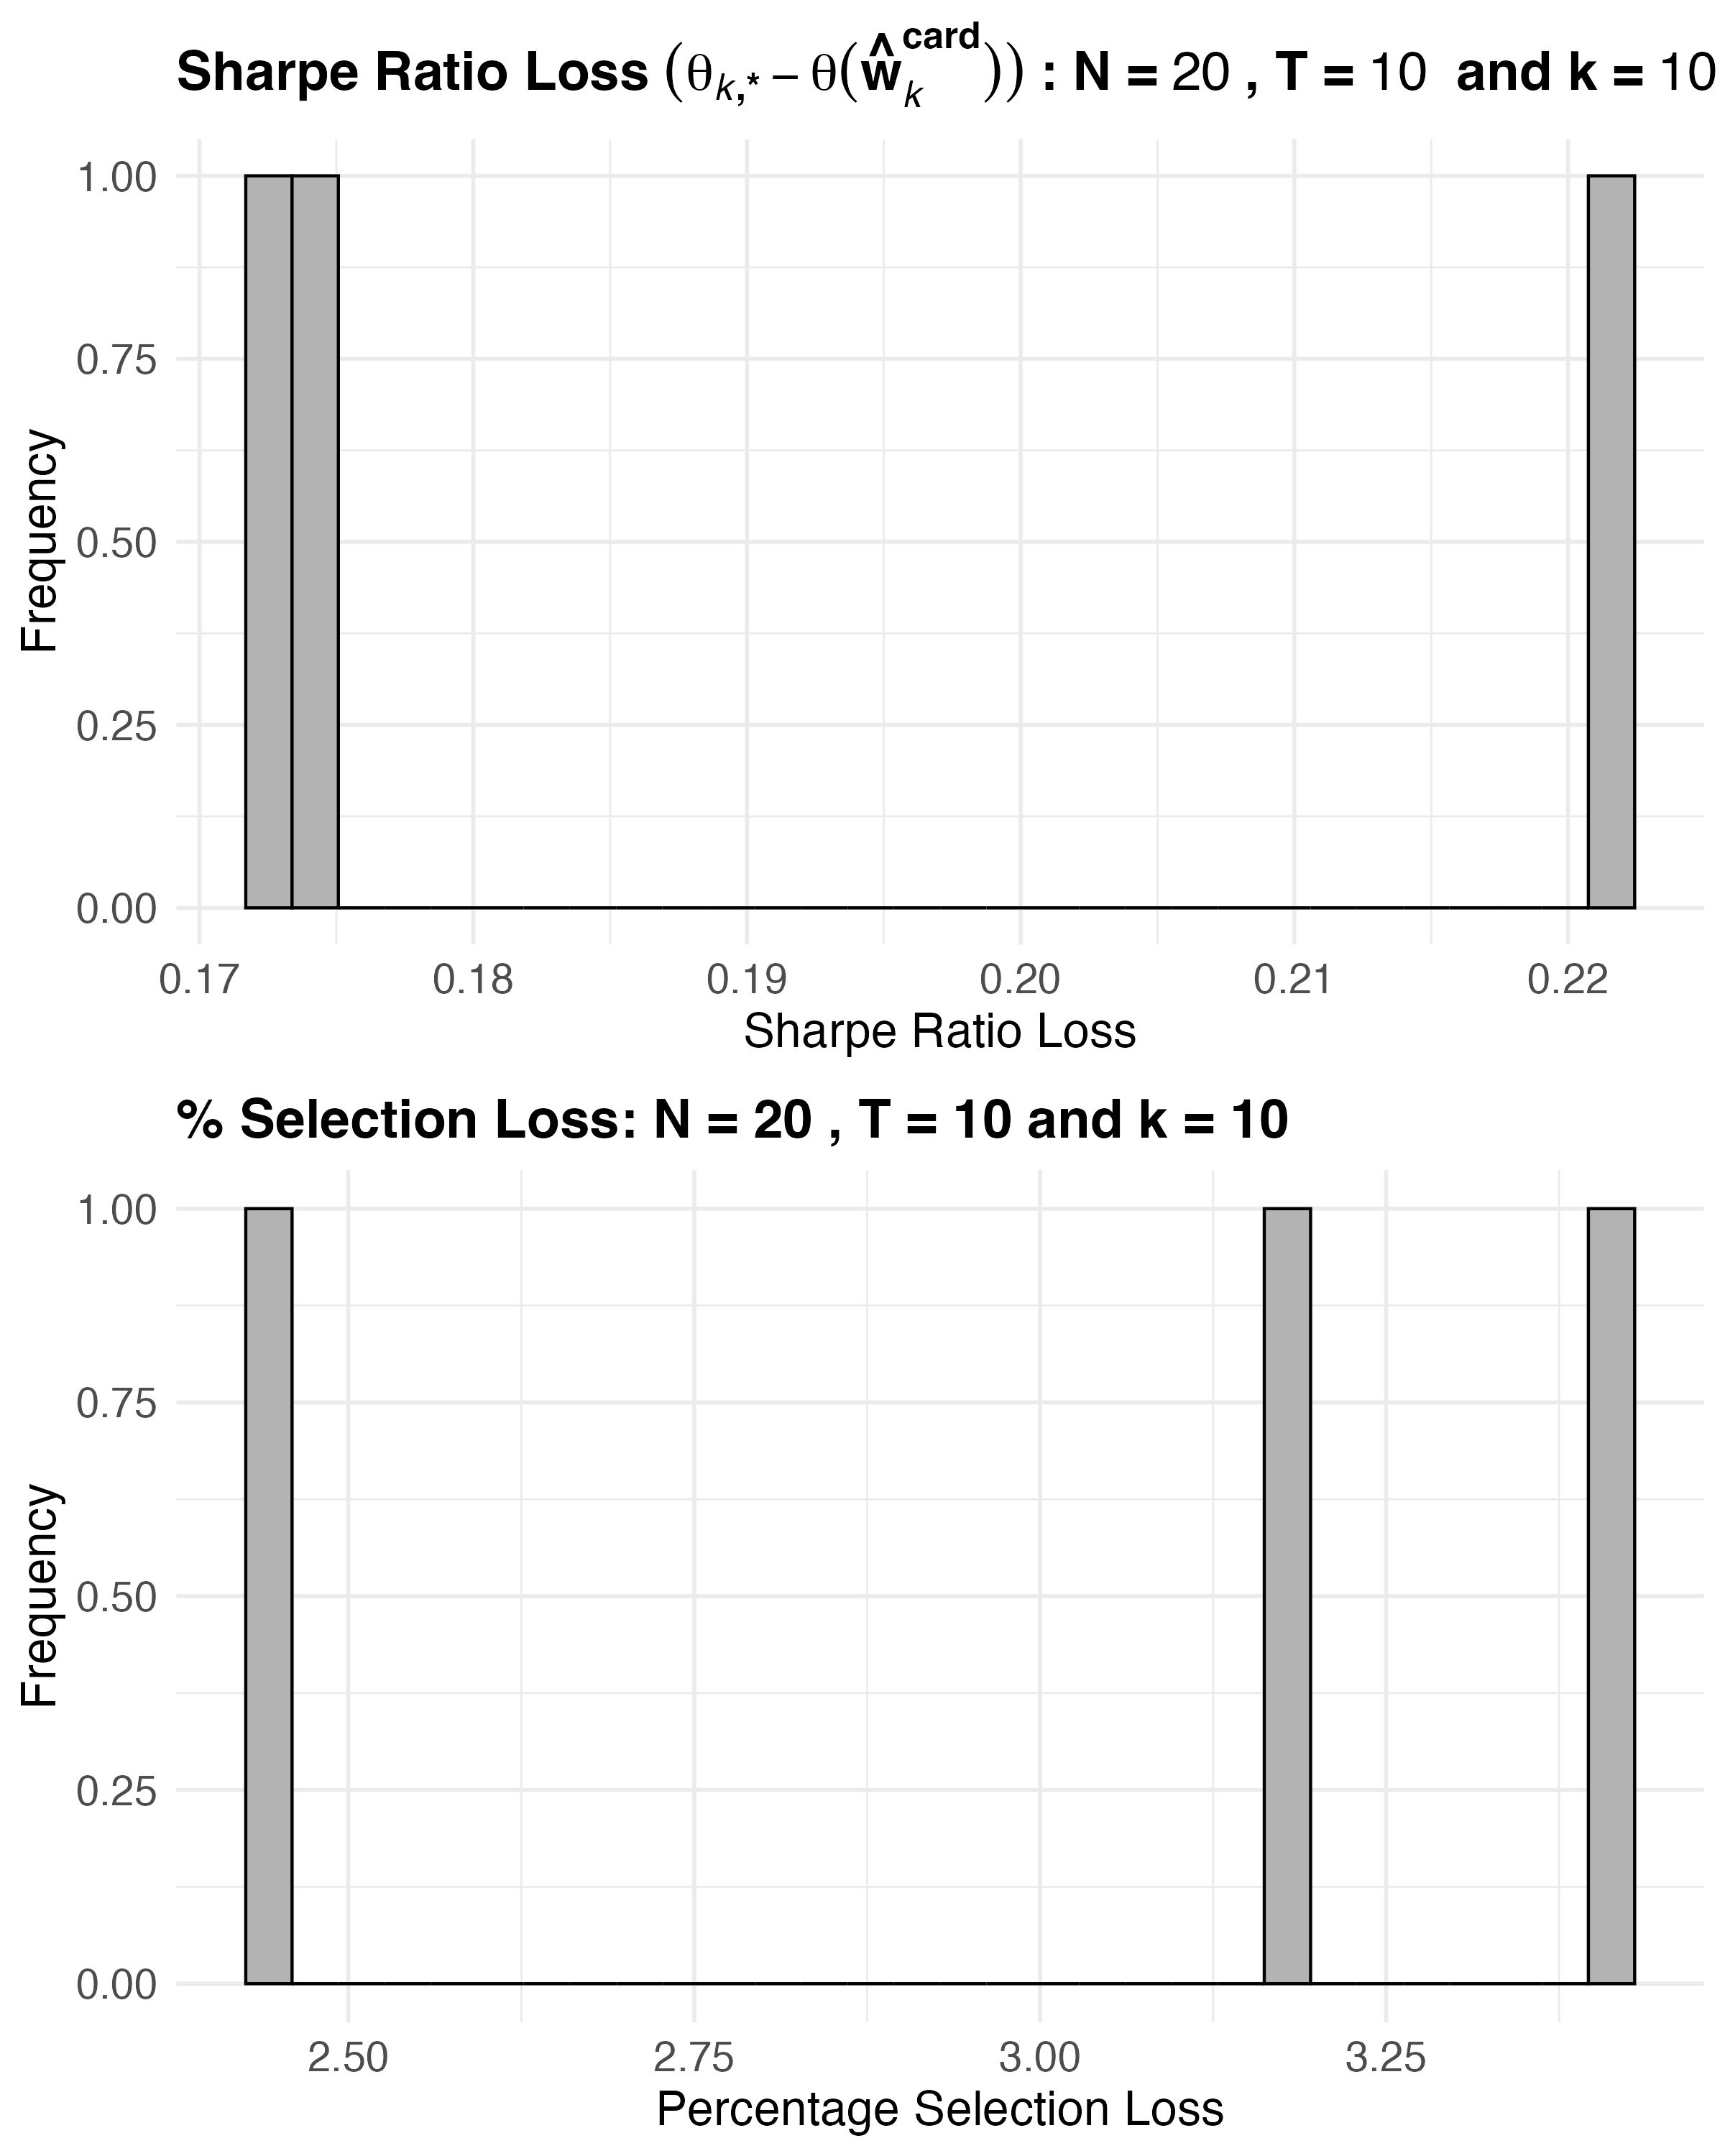 Sharpe Ratio Loss (θk,* − θ(ŵkcard)) : N = 20 , T = 10 and k = 10
1.00
0.75
0.50
0.25
0.00
Frequency
0.17 0.18 0.19 0.20 0.21 0.22
Sharpe Ratio Loss
% Selection Loss: N = 20 , T = 10 and k = 10
1.00
0.75
0.50
0.25
0.00
Frequency
2.50 2.75 3.00 3.25
Percentage Selection Loss